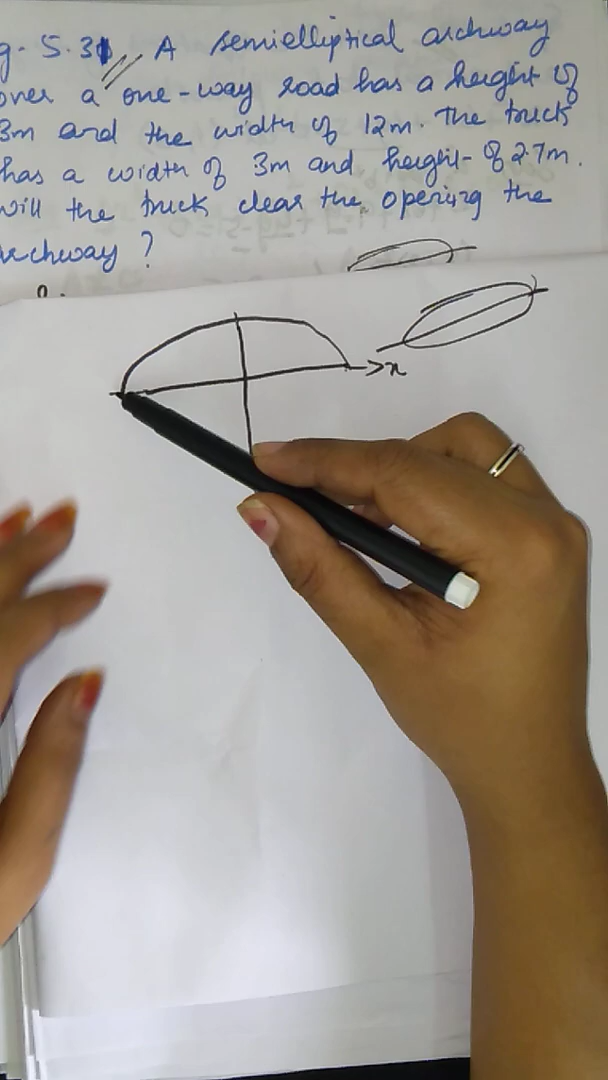 g. 5.31 A semielliptical archway
over a one-way road has a height of
3m and the width of 12m. The truck
has a width of 3m and height of 2.7m.
will the truck clear the opening the
archway?
x